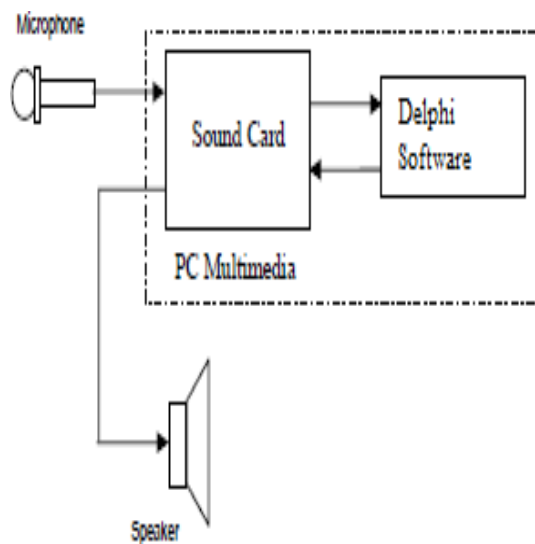 Microphone
Sound Card
Delphi
Software
PC Multimedia
Speaker